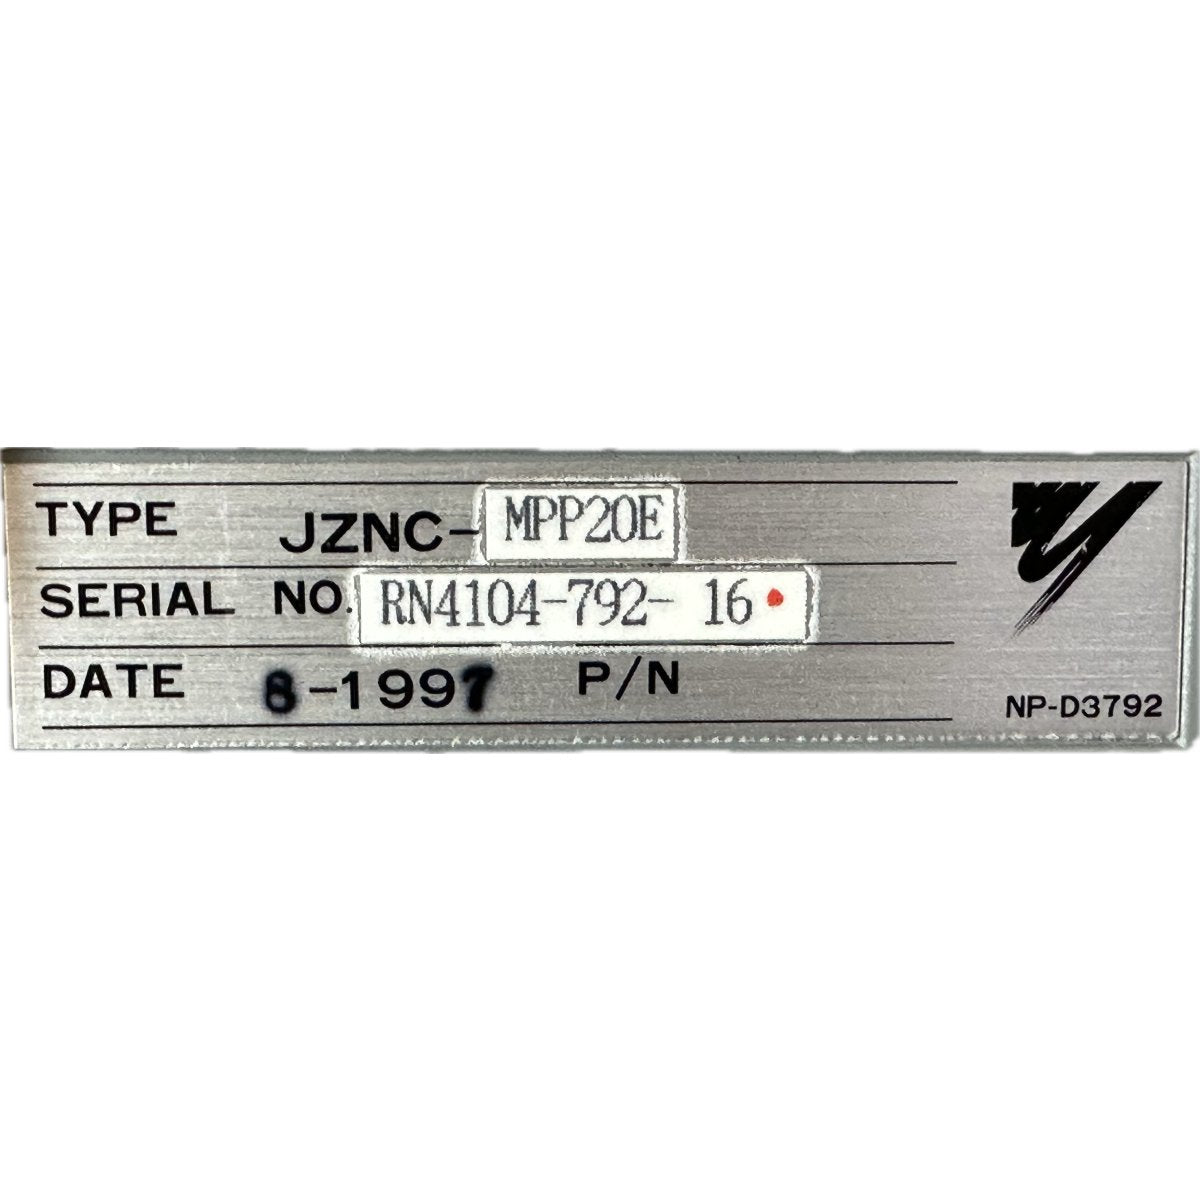 TYPE JZNC-MPP20E
SERIAL NO. RN4104-792- 16
DATE 8-1997 P/N
NP-D3792